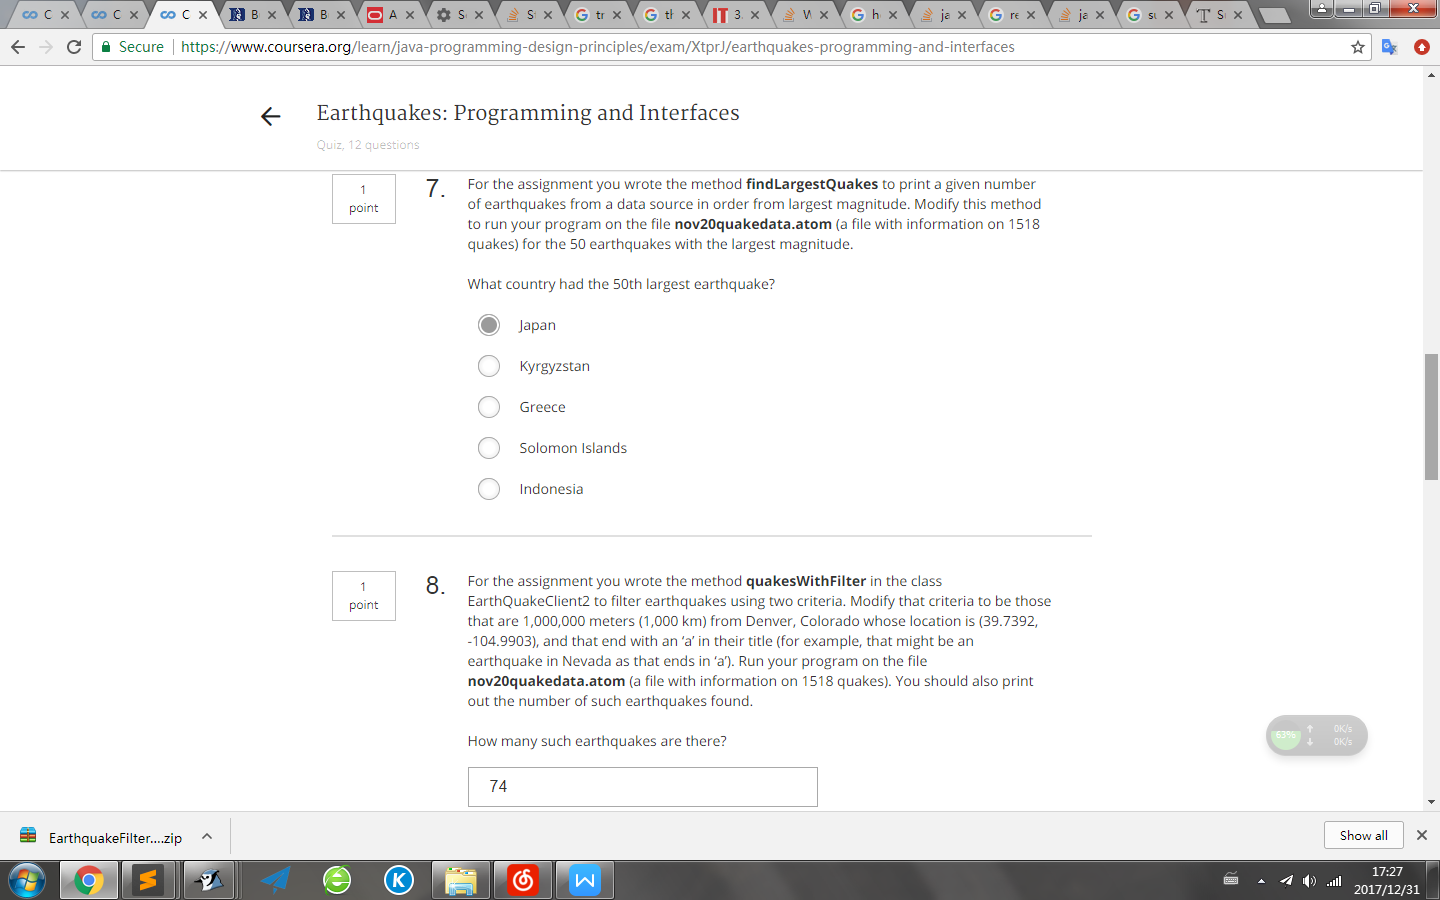 C
C
C
B
B
A
S
S
tr
th
3.
W
h
ja
re
ja
su
S
Secure
https://www.coursera.org/learn/java-programming-design-principles/exam/XtprJ/earthquakes-programming-and-interfaces
Earthquakes: Programming and Interfaces
Quiz, 12 questions
1
point
7.
For the assignment you wrote the method findLargestQuakes to print a given number
of earthquakes from a data source in order from largest magnitude. Modify this method
to run your program on the file nov20quakedata.atom (a file with information on 1518
quakes) for the 50 earthquakes with the largest magnitude.
What country had the 50th largest earthquake?
Japan
Kyrgyzstan
Greece
Solomon Islands
Indonesia
1
point
8.
For the assignment you wrote the method quakesWithFilter in the class
EarthQuakeClient2 to filter earthquakes using two criteria. Modify that criteria to be those
that are 1,000,000 meters (1,000 km) from Denver, Colorado whose location is (39.7392,
-104.9903), and that end with an ‘a’ in their title (for example, that might be an
earthquake in Nevada as that ends in ‘a’). Run your program on the file
nov20quakedata.atom (a file with information on 1518 quakes). You should also print
out the number of such earthquakes found.
How many such earthquakes are there?
74
63%
0K/s
0K/s
EarthquakeFilter....zip
Show all
17:27
2017/12/31